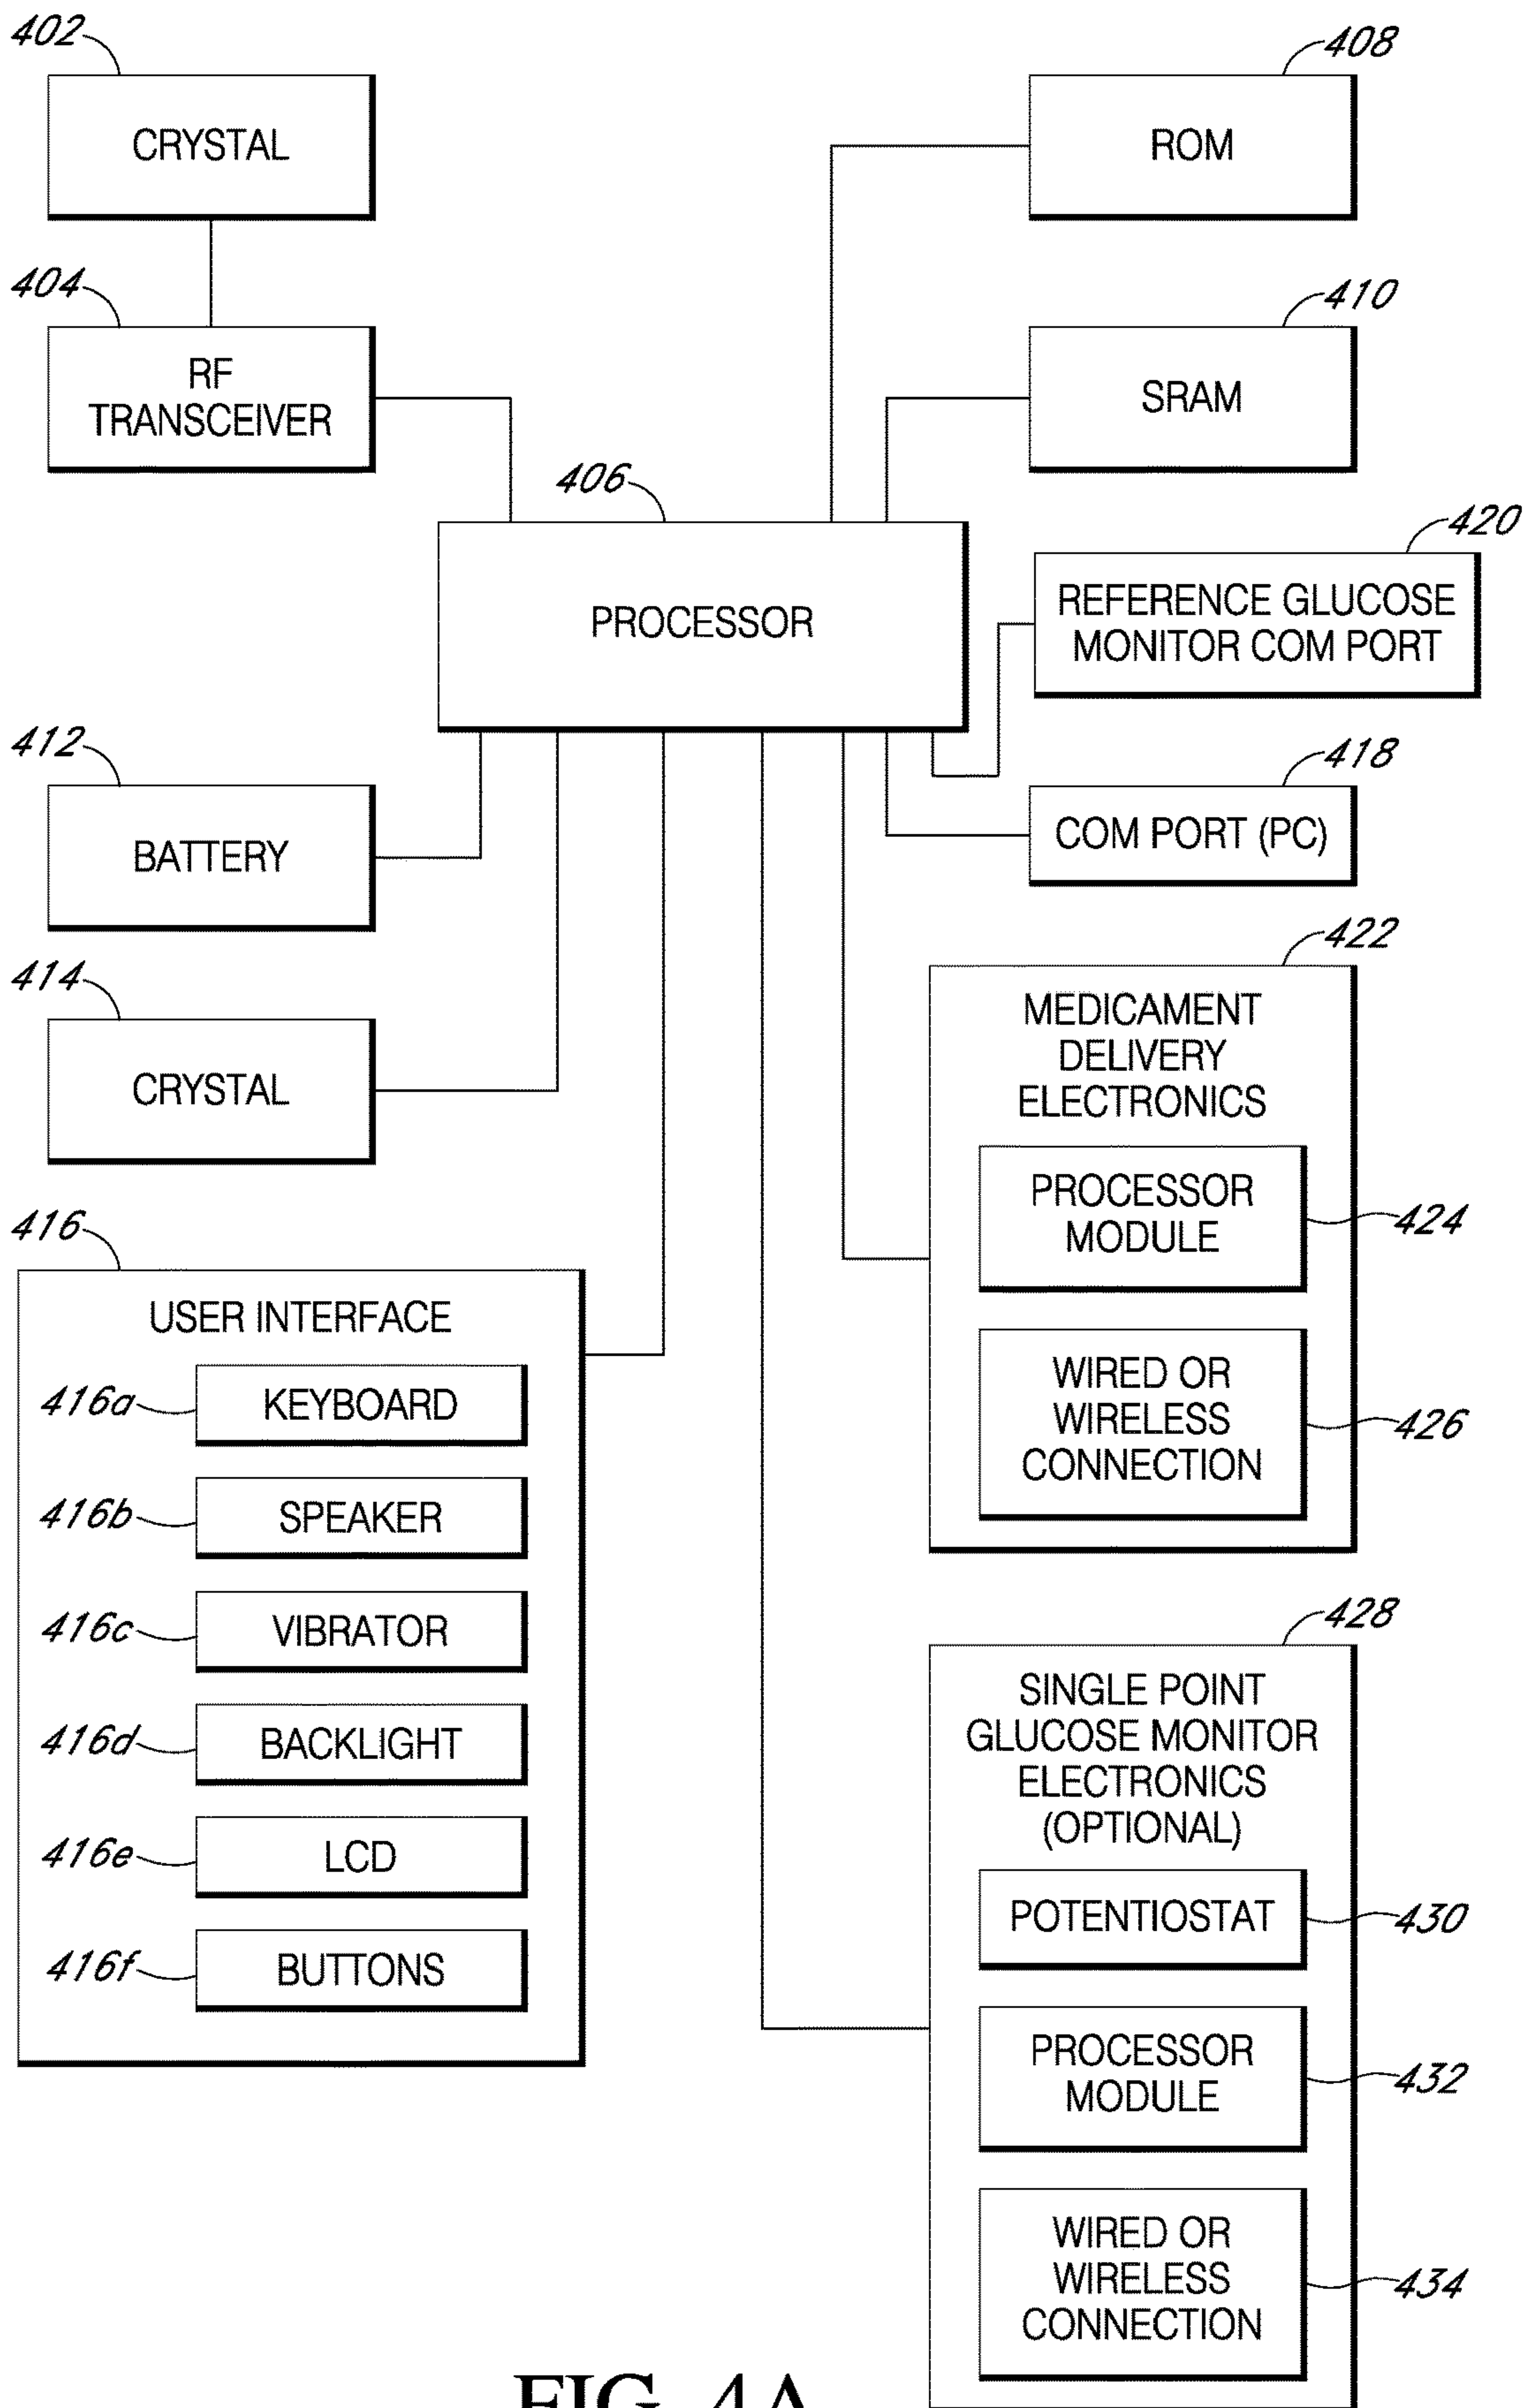 402
CRYSTAL
408
ROM
404
RF
TRANSCEIVER
410
SRAM
406
PROCESSOR
420
REFERENCE GLUCOSE
MONITOR COM PORT
412
BATTERY
418
COM PORT (PC)
414
CRYSTAL
422
MEDICAMENT
DELIVERY
ELECTRONICS
PROCESSOR
MODULE
424
WIRED OR
WIRELESS
CONNECTION
426
416
USER INTERFACE
416a
KEYBOARD
416b
SPEAKER
416c
VIBRATOR
416d
BACKLIGHT
416e
LCD
416f
BUTTONS
428
SINGLE POINT
GLUCOSE MONITOR
ELECTRONICS
(OPTIONAL)
POTENTIOSTAT
430
PROCESSOR
MODULE
432
WIRED OR
WIRELESS
CONNECTION
434
FIG. 4A